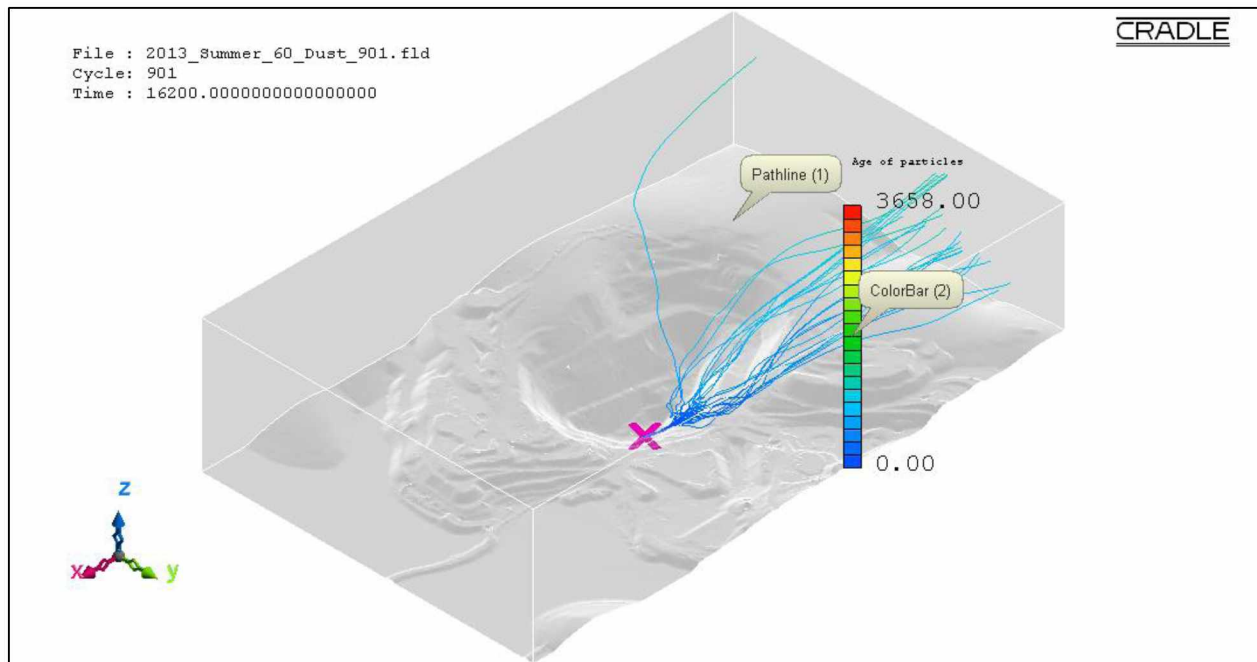 CRADLE
File : 2013_Summer_60_Dust_901.fld
Cycle: 901
Time : 16200.0000000000000000
Age of particles
Pathline (1)
3658.00
ColorBar (2)
0.00
z
x
y